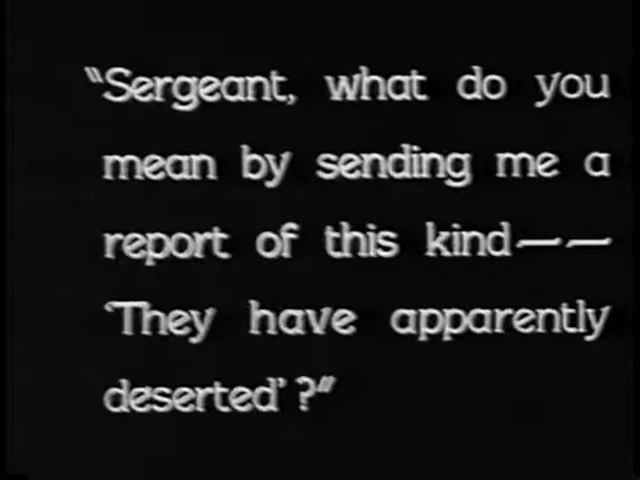 "Sergeant, what do you
mean by sending me a
report of this kind——
'They have apparently
deserted' ?"